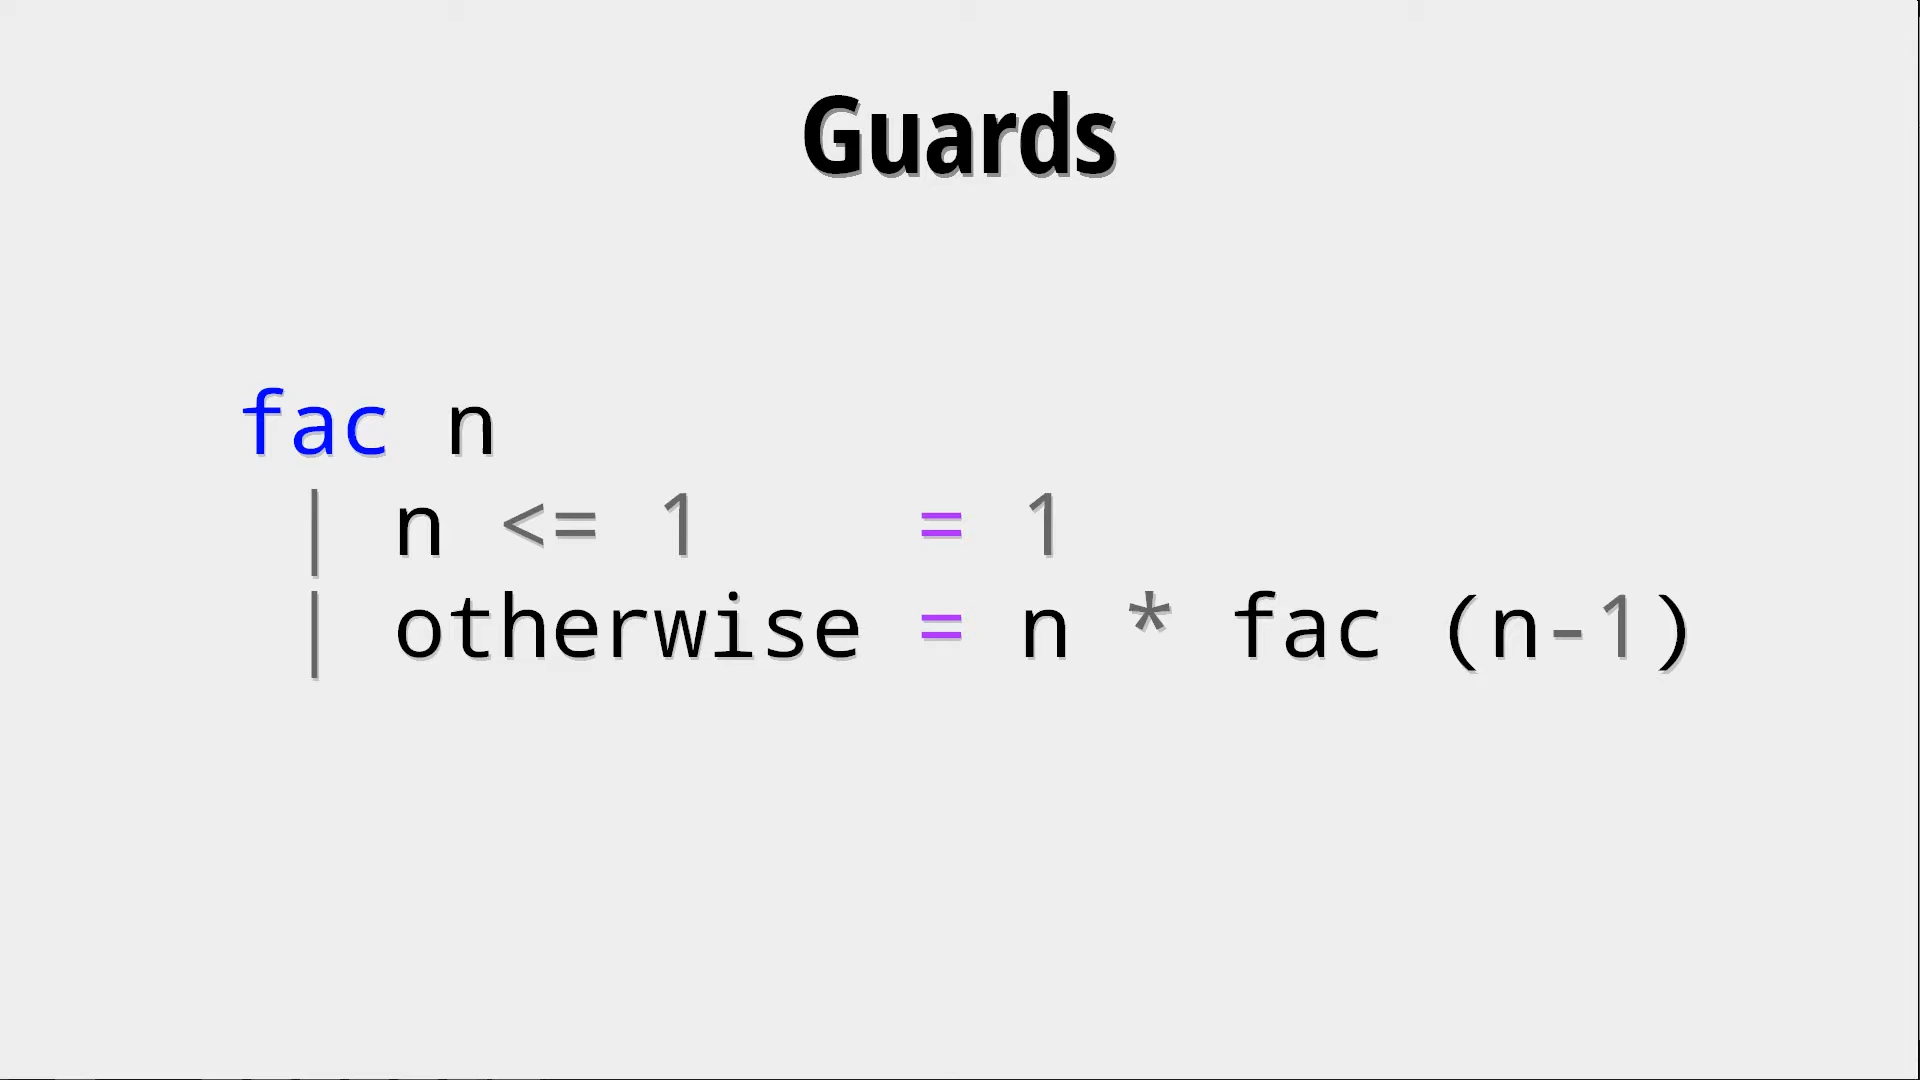 Guards
fac n
 | n <= 1    = 1
 | otherwise = n * fac (n-1)